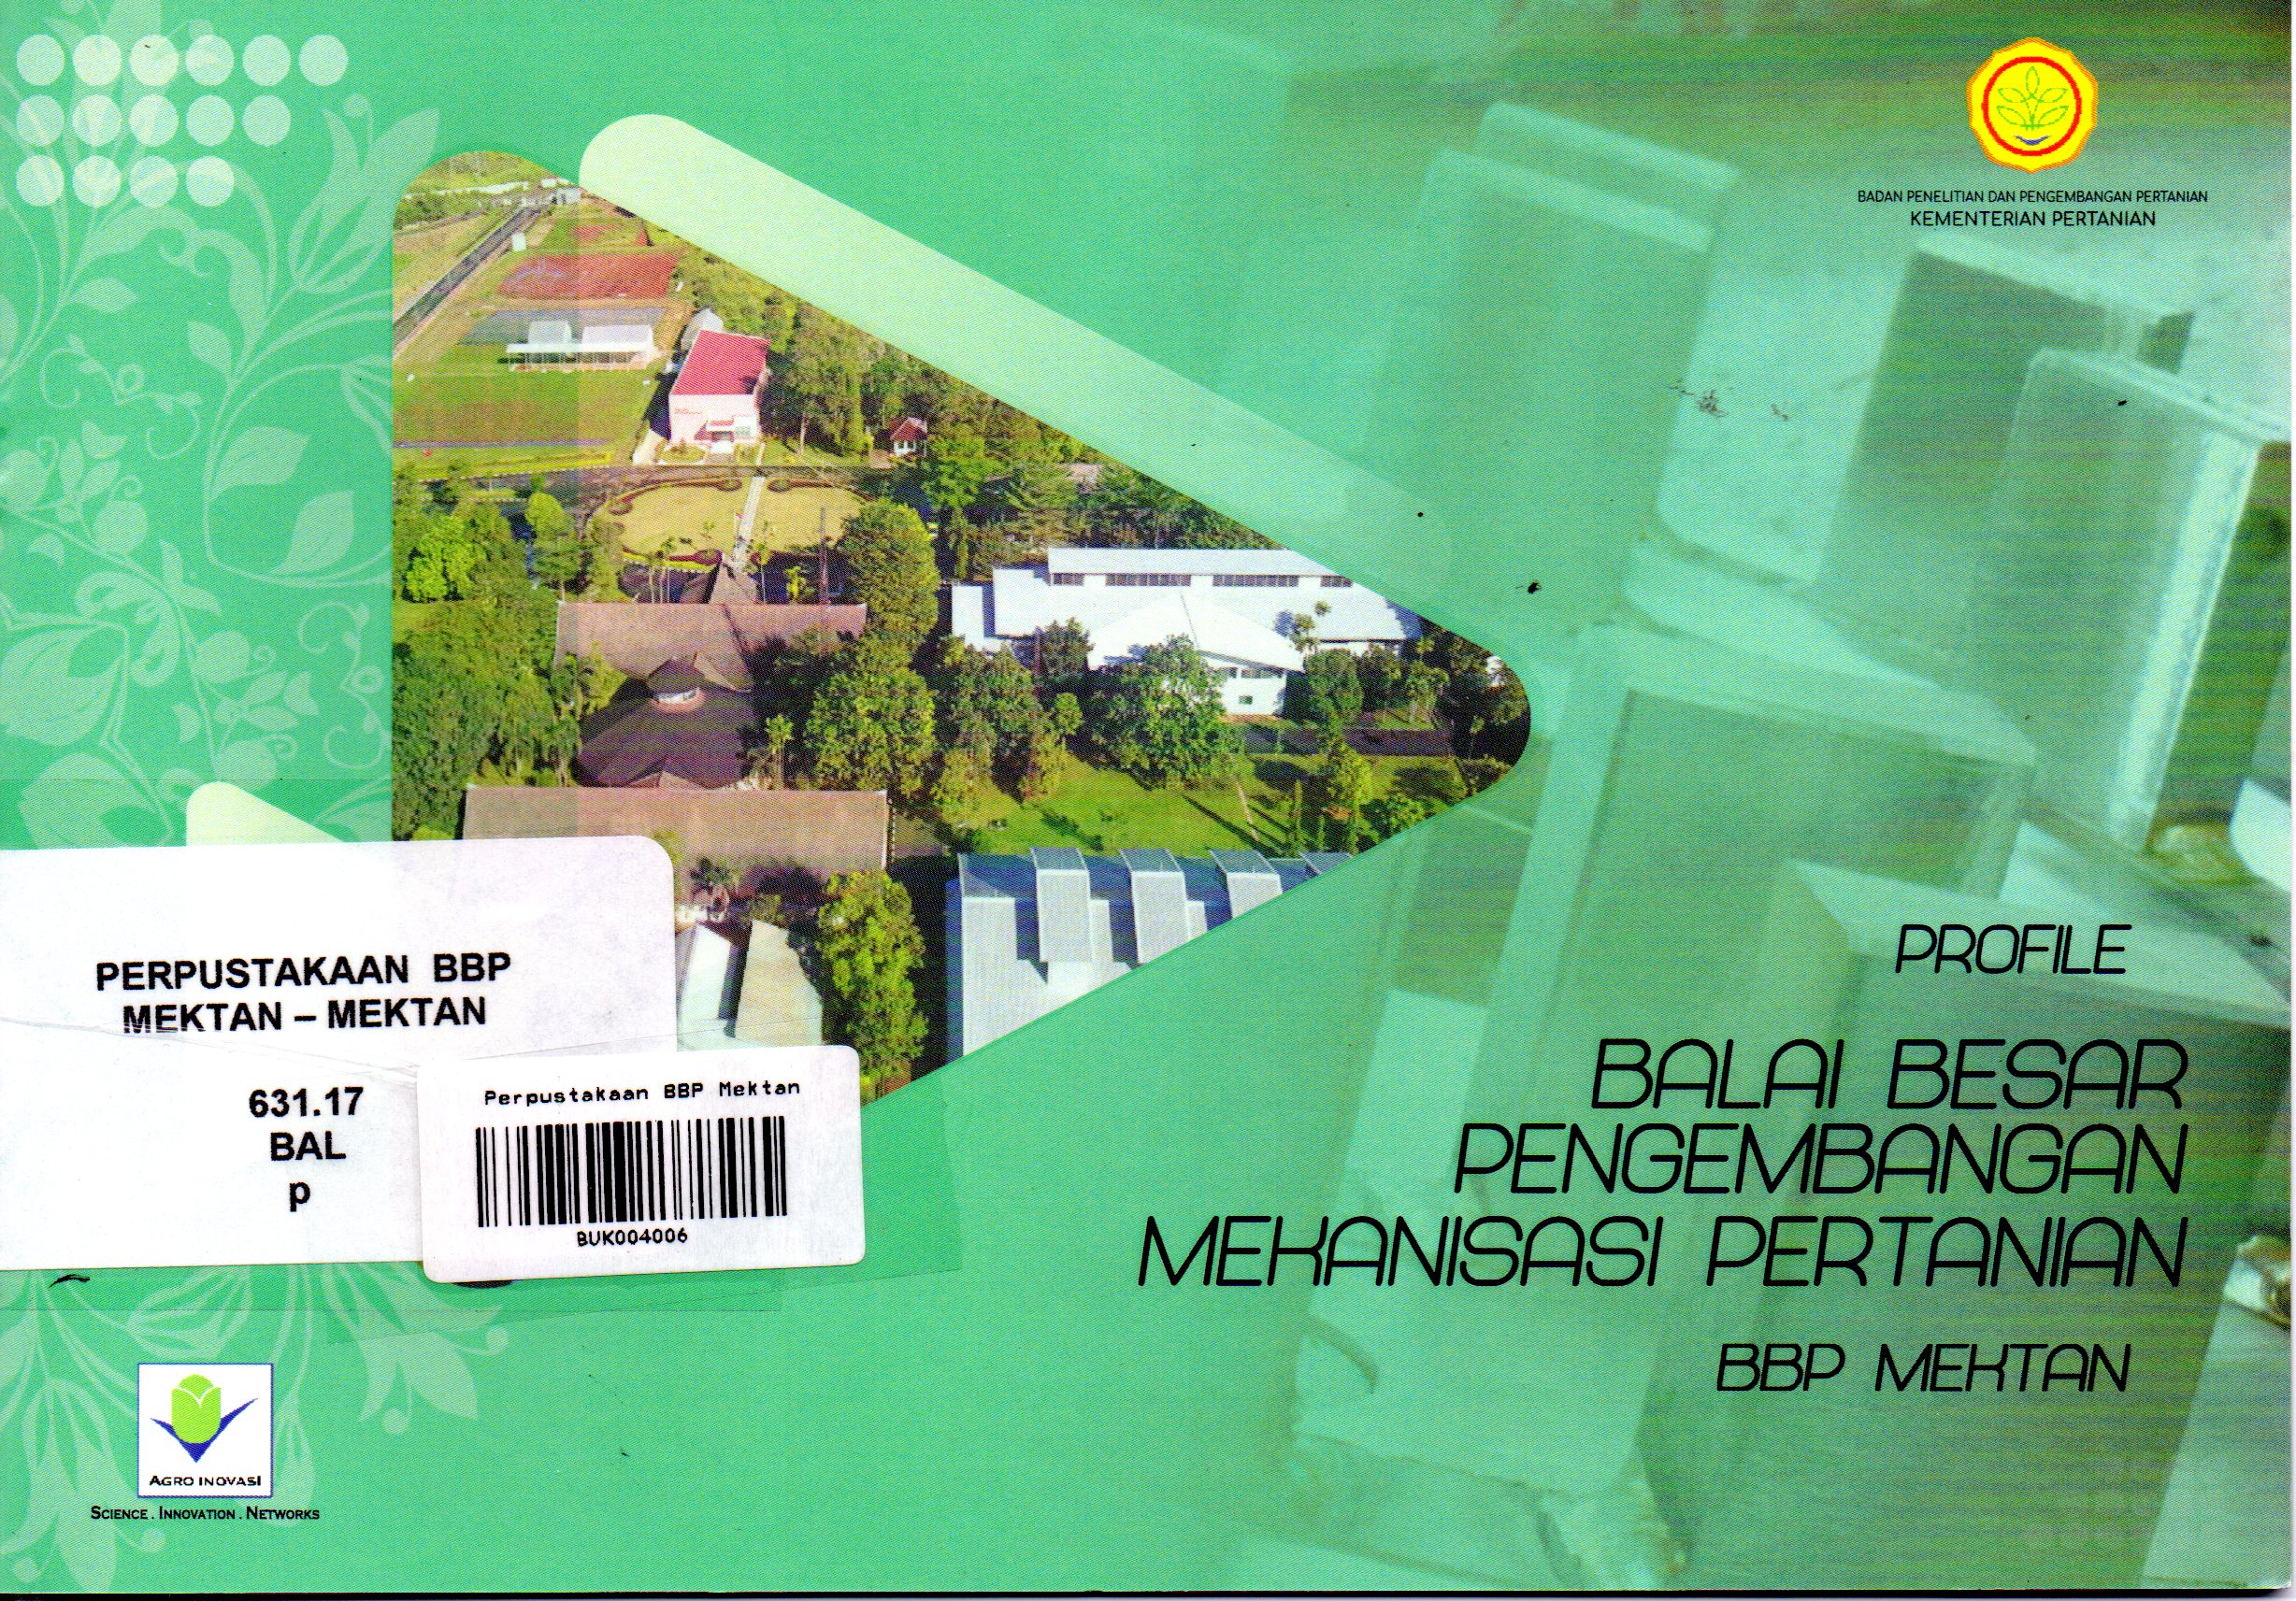 BADAN PENELITIAN DAN PENGEMBANGAN PERTANIAN
KEMENTERIAN PERTANIAN
PROFILE
BALAI BESAR
PENGEMBANGAN
MEKANISASI PERTANIAN
BBP MEKTAN
PERPUSTAKAAN BBP
MEKTAN – MEKTAN
631.17
BAL
p
Perpustakaan BBP Mektan
BUK004006
AGRO INOVASI
SCIENCE . INNOVATION . NETWORKS